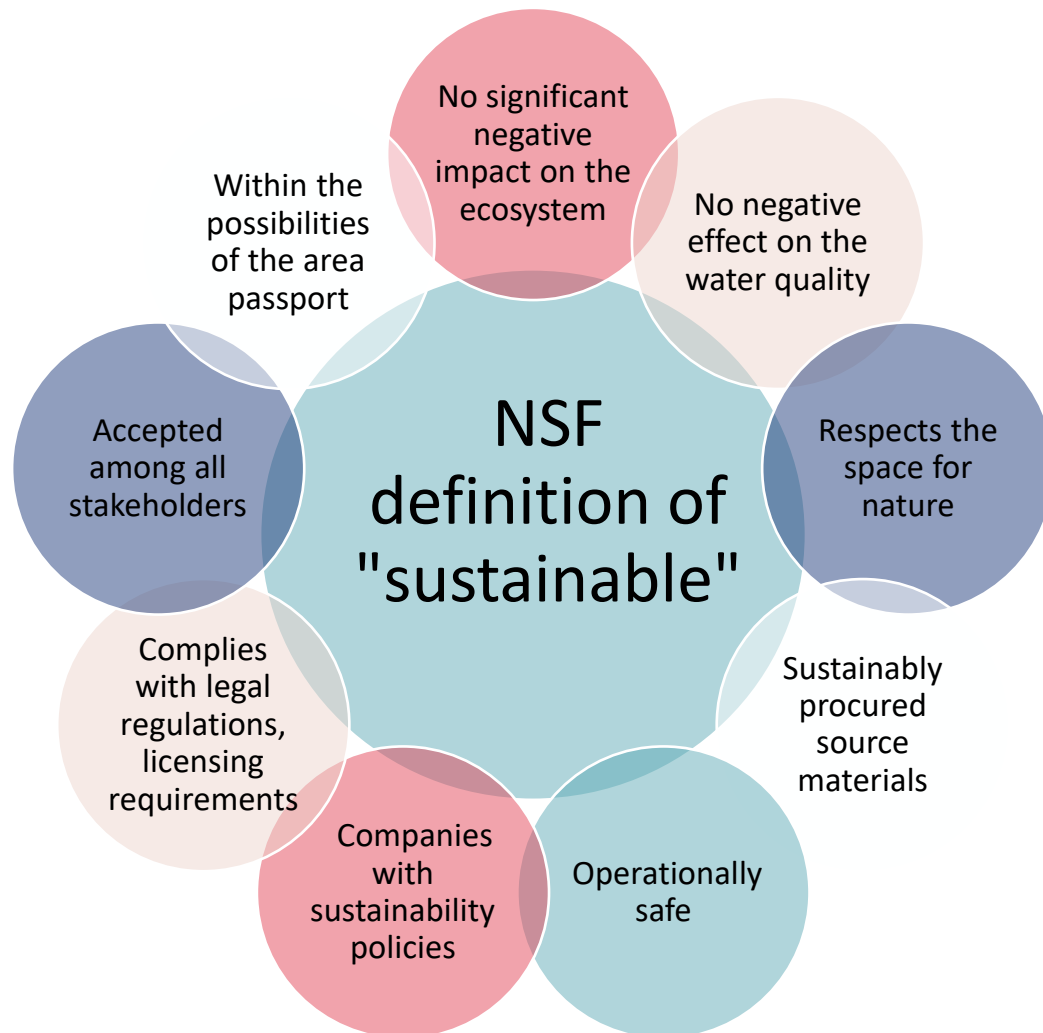 No significant
negative
impact on the
ecosystem
No negative
effect on the
water quality
Respects the
space for
nature
Sustainably
procured
source
materials
Operationally
safe
Companies
with
sustainability
policies
Complies
with legal
regulations,
licensing
requirements
Accepted
among all
stakeholders
Within the
possibilities
of the area
passport
NSF
definition of
"sustainable"